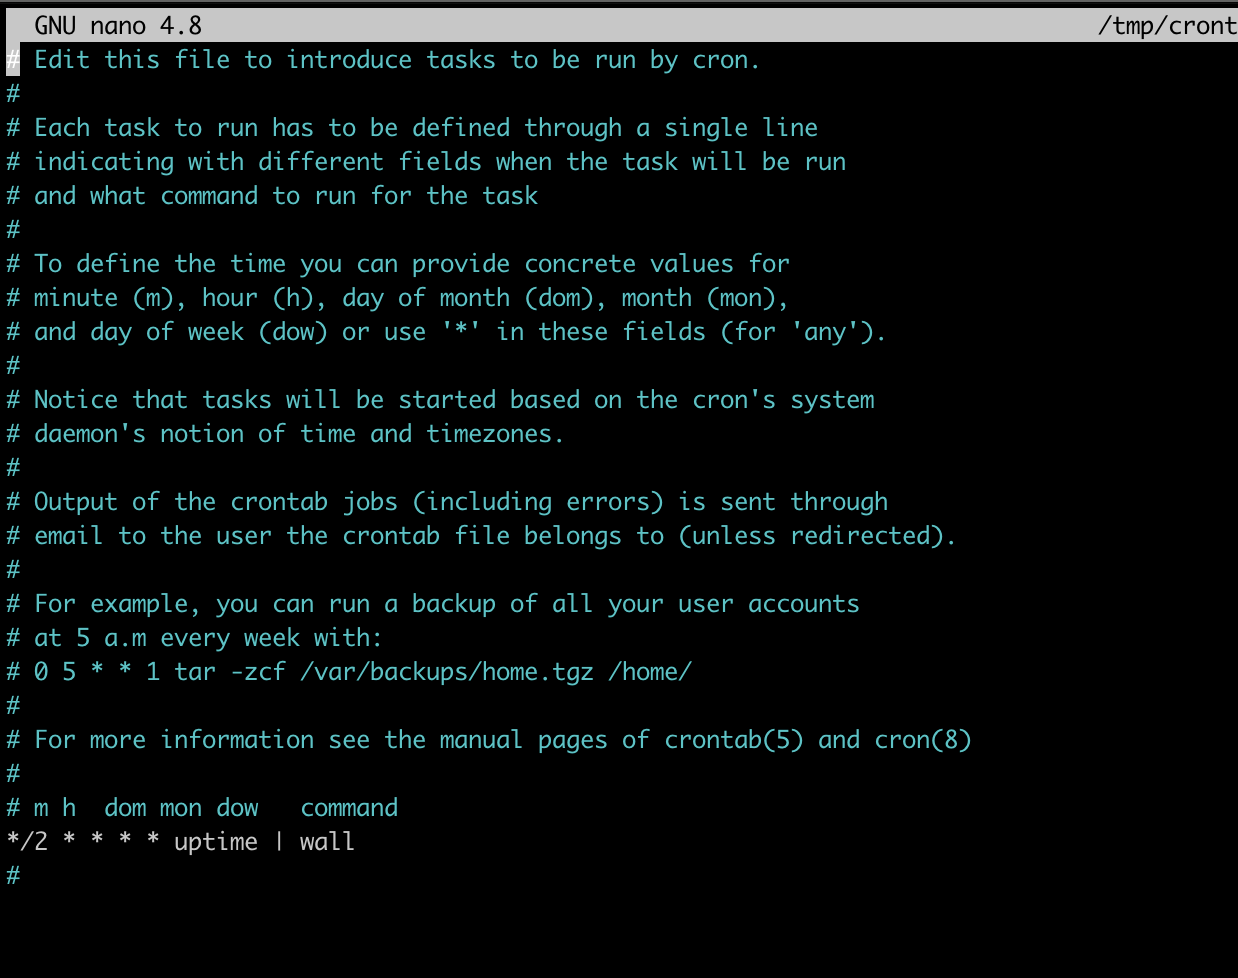 GNU nano 4.8 /tmp/cront
# Edit this file to introduce tasks to be run by cron.
#
# Each task to run has to be defined through a single line
# indicating with different fields when the task will be run
# and what command to run for the task
#
# To define the time you can provide concrete values for
# minute (m), hour (h), day of month (dom), month (mon),
# and day of week (dow) or use '*' in these fields (for 'any').
#
# Notice that tasks will be started based on the cron's system
# daemon's notion of time and timezones.
#
# Output of the crontab jobs (including errors) is sent through
# email to the user the crontab file belongs to (unless redirected).
#
# For example, you can run a backup of all your user accounts
# at 5 a.m every week with:
# 0 5 * * 1 tar -zcf /var/backups/home.tgz /home/
#
# For more information see the manual pages of crontab(5) and cron(8)
#
# m h  dom mon dow   command
*/2 * * * * uptime | wall
#